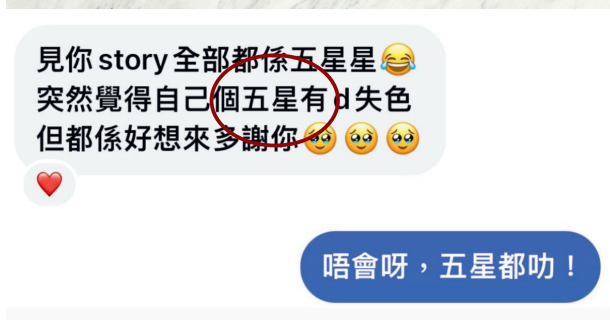 見你 story 全部都係五星星😂
突然覺得自己個五星有 d 失色
但都係好想來多謝你🥹🥹🥹
唔會呀，五星都叻！